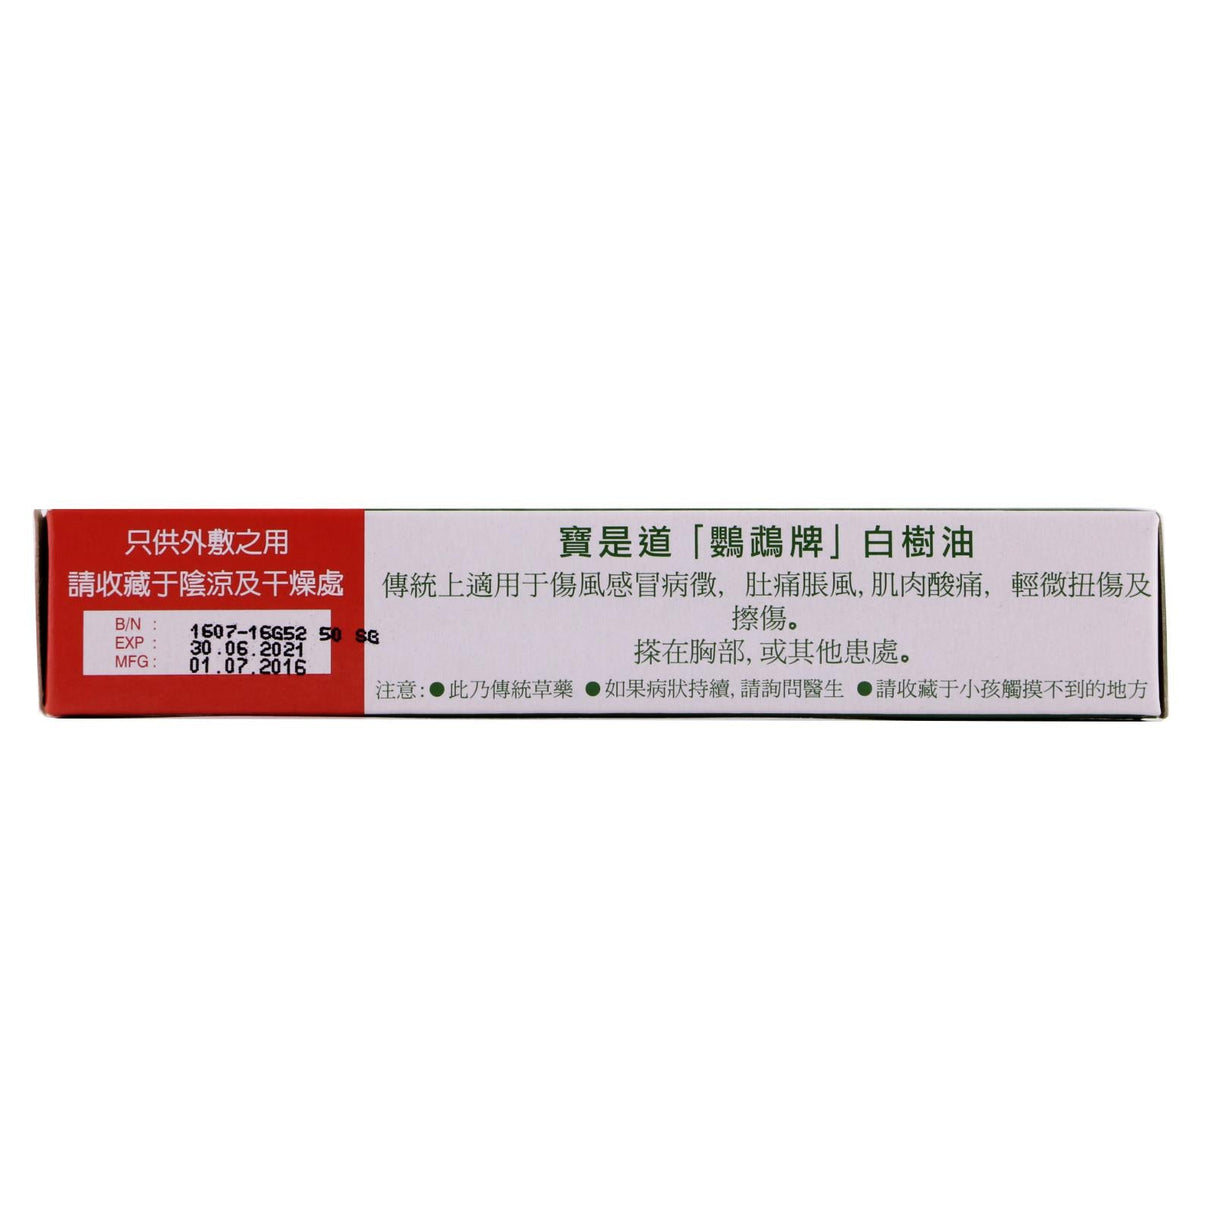 只供外敷之用
請收藏于陰涼及干燥處
B/N : 1607-16G52 50 SG
EXP : 30.06.2021
MFG : 01.07.2016
寶是道「鸚鵡牌」白樹油
傳統上適用于傷風感冒病徵, 肚痛脹風, 肌肉酸痛, 輕微扭傷及
擦傷。
搽在胸部, 或其他患處。
注意: ●此乃傳統草藥 ●如果病狀持續, 請詢問醫生 ●請收藏于小孩觸摸不到的地方